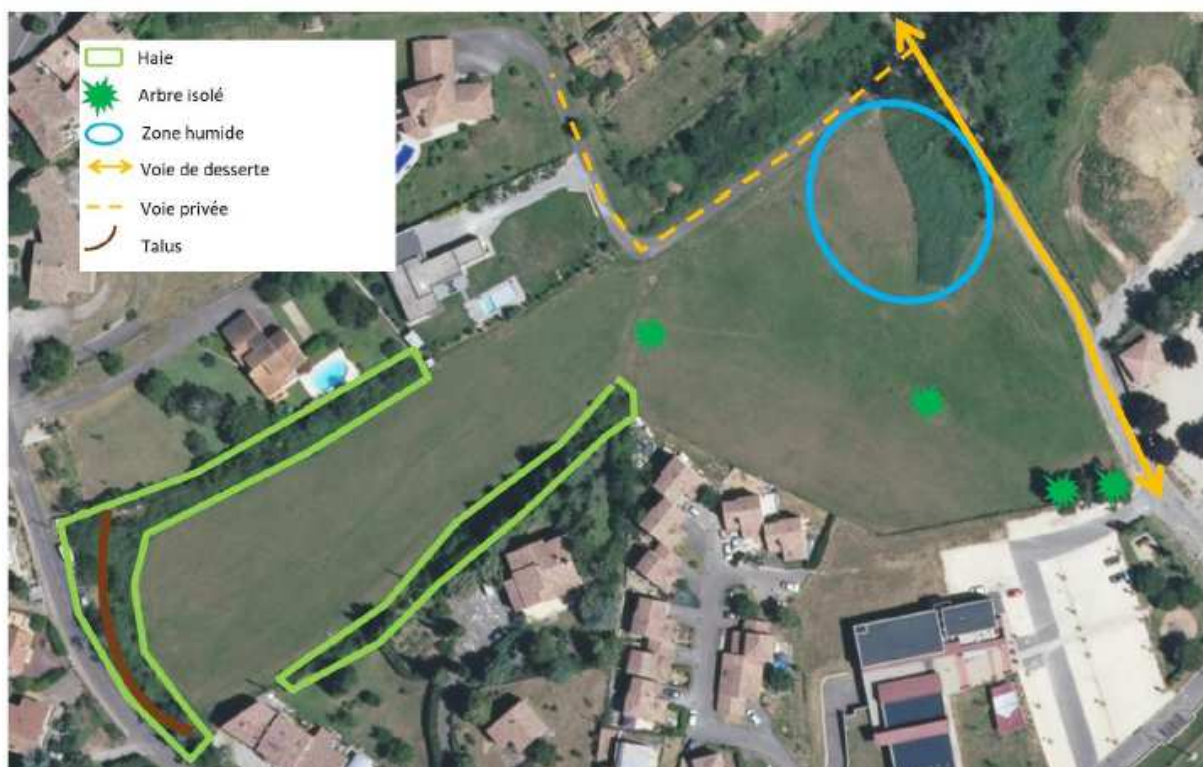 Haie
Arbre isolé
Zone humide
Voie de desserte
Voie privée
Talus